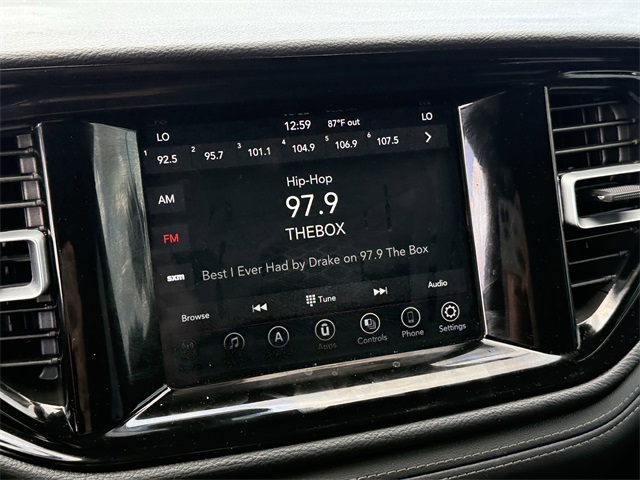 LO 12:59 87°F out LO
1 92.5 2 95.7 3 101.1 4 104.9 5 106.9 6 107.5
Hip-Hop
AM 97.9
FM THEBOX
sxm Best I Ever Had by Drake on 97.9 The Box
Browse Tune Audio
A Apps Controls Phone Settings